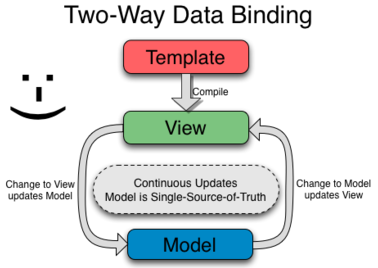 Two-Way Data Binding
Template
Compile
View
Continuous Updates
Model is Single-Source-of-Truth
Change to View
updates Model
Change to Model
updates View
Model